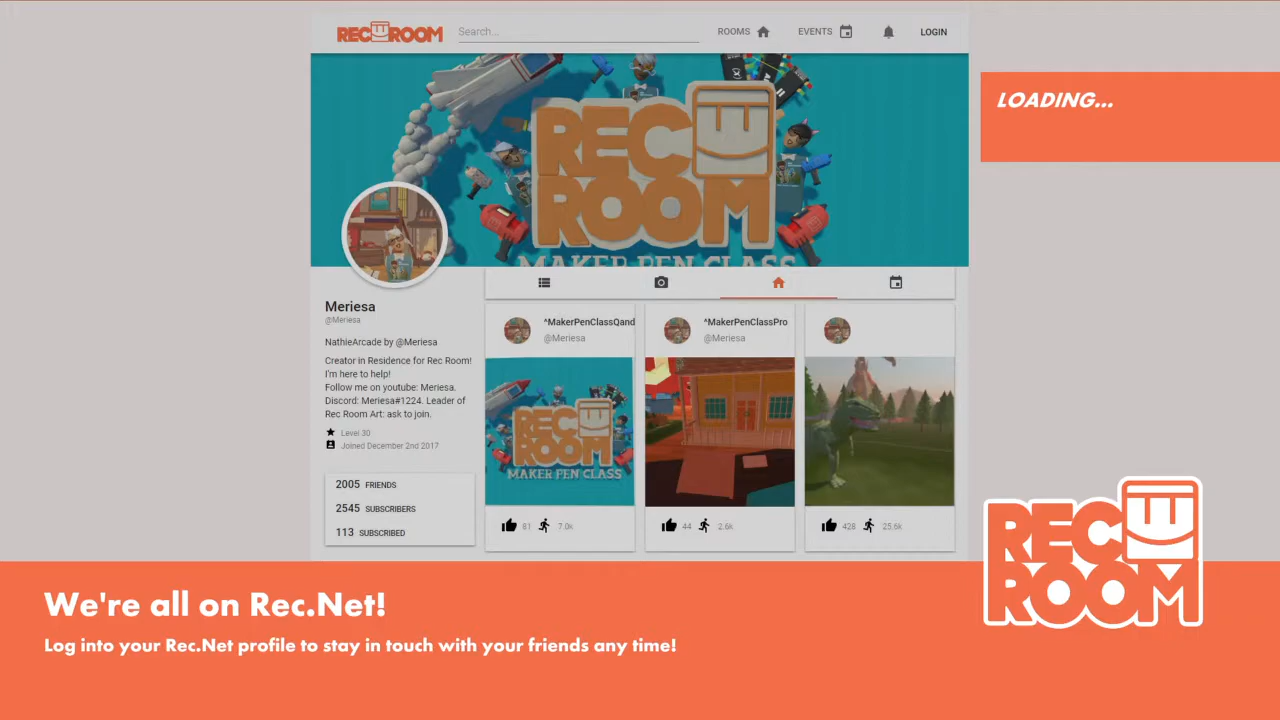 REC ROOM
Search...
ROOMS
EVENTS
LOGIN
LOADING...
REC
ROOM
MAKER PEN CLASS
Meriesa
@Meriesa
NathieArcade by @Meriesa
Creator in Residence for Rec Room!
I'm here to help!
Follow me on youtube: Meriesa.
Discord: Meriesa#1224. Leader of
Rec Room Art: ask to join.
Level 30
Joined December 2nd 2017
2005 FRIENDS
2545 SUBSCRIBERS
113 SUBSCRIBED
^MakerPenClassQand
@Meriesa
REC
ROOM
MAKER PEN CLASS
81 7.0k
^MakerPenClassPro
@Meriesa
44 2.6k
428 25.6k
REC
ROOM
We're all on Rec.Net!
Log into your Rec.Net profile to stay in touch with your friends any time!